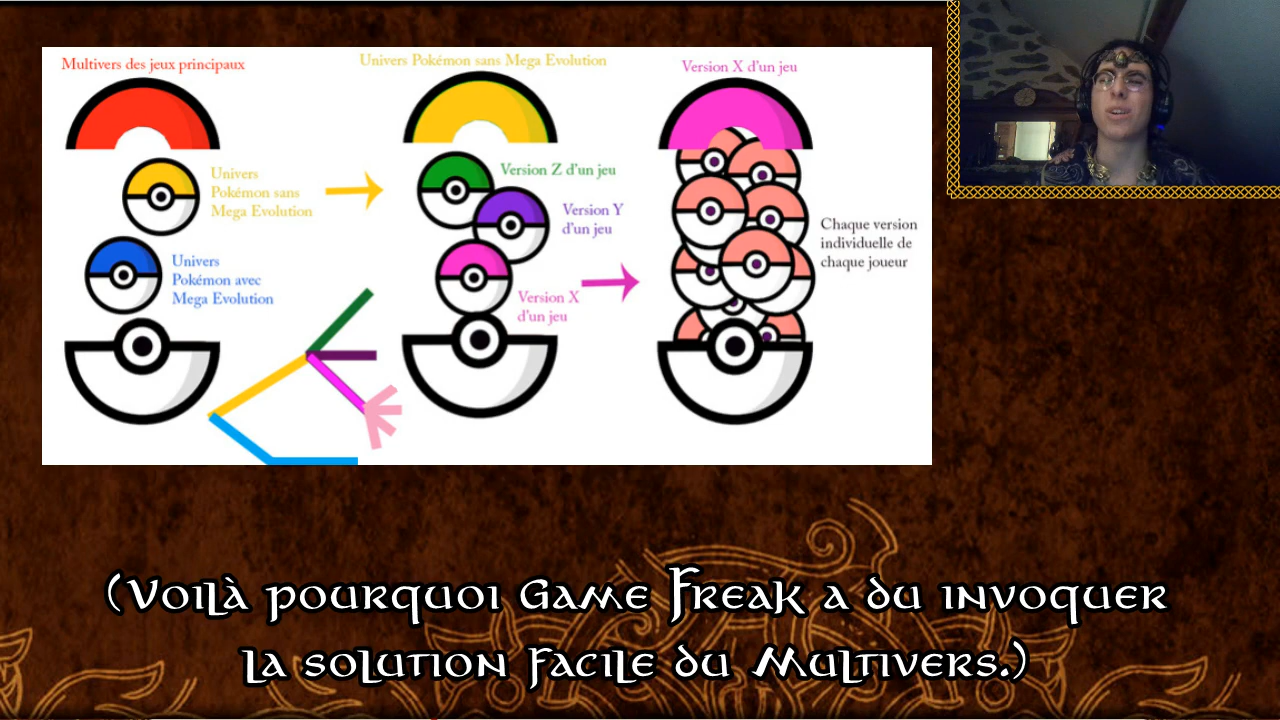 Multivers des jeux principaux
Univers
Pokémon sans
Mega Evolution
Univers
Pokémon avec
Mega Evolution
Univers Pokémon sans Mega Evolution
Version Z d'un jeu
Version Y
d'un jeu
Version X
d'un jeu
Version X d'un jeu
Chaque version
individuelle de
chaque joueur
(Voilà pourquoi Game Freak a du invoquer
la solution facile du Multivers.)